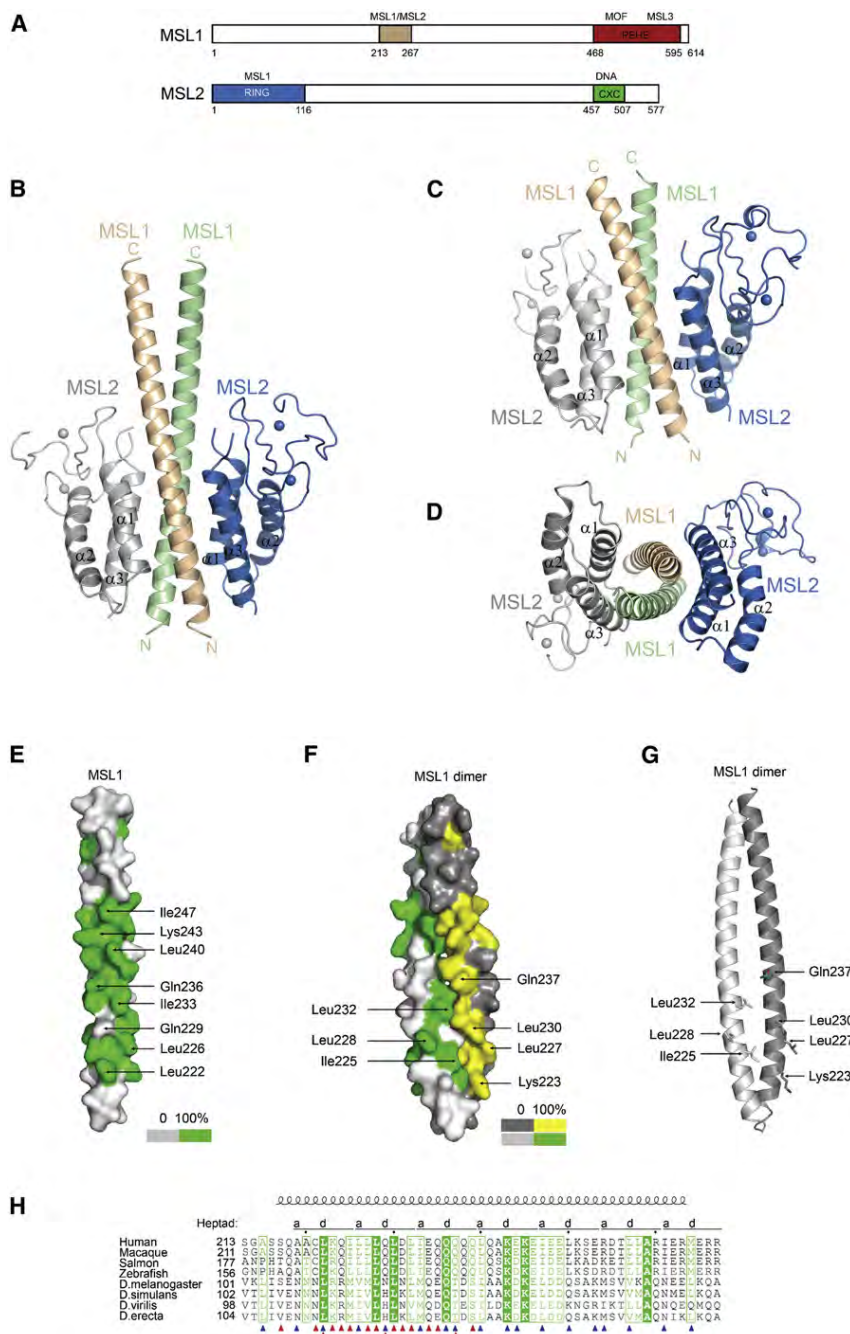 A
MSL1/MSL2 MOF MSL3
MSL1 PEHE
1 213 267 468 595 614
MSL1 DNA
MSL2 RING CXC
1 116 457 507 577
B
C
C C
MSL1 MSL1
MSL1 MSL1
C C
α1 α2
α2 α1
MSL2 α3
α3 MSL2
MSL2 MSL2
N N
α1
α2 α1 α3 α2
α3
N N
D
α1 MSL1 α3
α2
MSL2 MSL2
α2
α3 α1
MSL1
E
F
G
MSL1
MSL1 dimer
MSL1 dimer
Ile247
Lys243
Leu240
Gln236
Ile233
Gln229
Leu226
Leu222
0 100%
Gln237
Leu232
Leu228
Ile225
Leu230
Leu227
Lys223
0 100%
Gln237
Leu232
Leu228
Ile225
Leu230
Leu227
Lys223
H
Heptad: a d a d a d a d a d a d
Human 213
Macaque 211
Salmon 177
Zebrafish 156
D.melanogaster 101
D.simulans 102
D.virilis 98
D.erecta 104